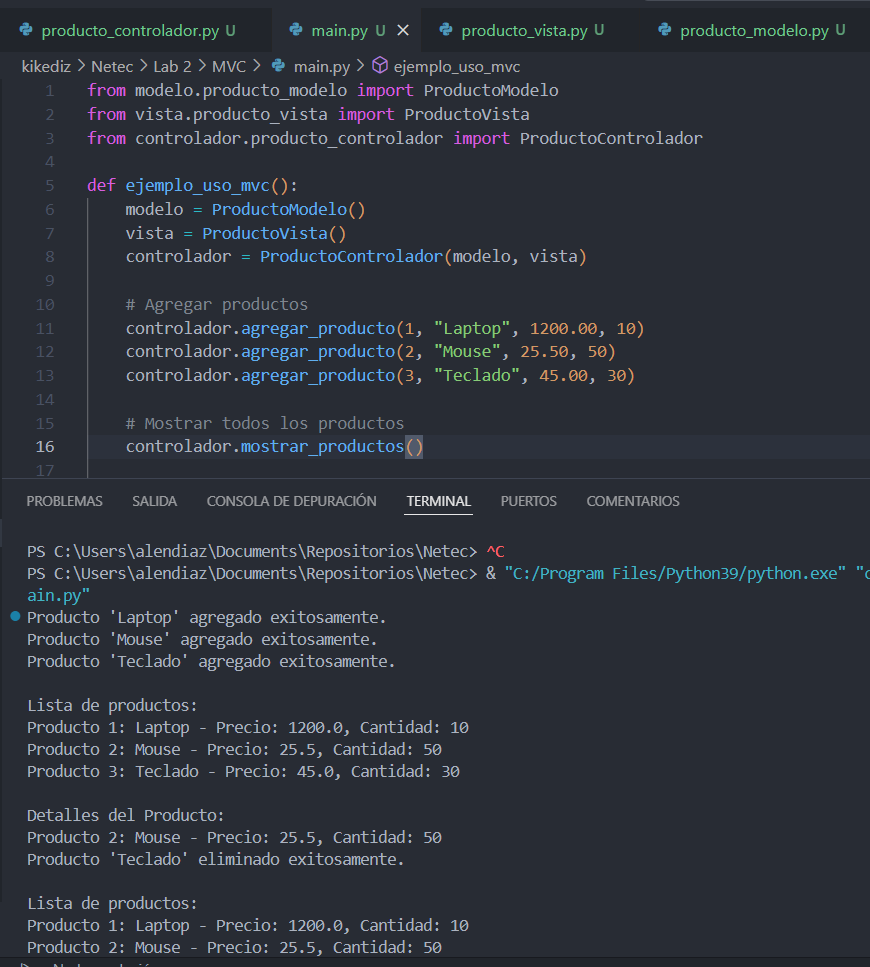 producto_controlador.py U main.py U producto_vista.py U producto_modelo.py U
kikediz > Netec > Lab 2 > MVC > main.py > ejemplo_uso_mvc
1 from modelo.producto_modelo import ProductoModelo
2 from vista.producto_vista import ProductoVista
3 from controlador.producto_controlador import ProductoControlador
4
5 def ejemplo_uso_mvc():
6 modelo = ProductoModelo()
7 vista = ProductoVista()
8 controlador = ProductoControlador(modelo, vista)
9
10 # Agregar productos
11 controlador.agregar_producto(1, "Laptop", 1200.00, 10)
12 controlador.agregar_producto(2, "Mouse", 25.50, 50)
13 controlador.agregar_producto(3, "Teclado", 45.00, 30)
14
15 # Mostrar todos los productos
16 controlador.mostrar_productos()
17
PROBLEMAS SALIDA CONSOLA DE DEPURACIÓN TERMINAL PUERTOS COMENTARIOS
PS C:\Users\alendiaz\Documents\Repositorios\Netec> ^C
PS C:\Users\alendiaz\Documents\Repositorios\Netec> & "C:/Program Files/Python39/python.exe" "c
ain.py"
Producto 'Laptop' agregado exitosamente.
Producto 'Mouse' agregado exitosamente.
Producto 'Teclado' agregado exitosamente.
Lista de productos:
Producto 1: Laptop - Precio: 1200.0, Cantidad: 10
Producto 2: Mouse - Precio: 25.5, Cantidad: 50
Producto 3: Teclado - Precio: 45.0, Cantidad: 30
Detalles del Producto:
Producto 2: Mouse - Precio: 25.5, Cantidad: 50
Producto 'Teclado' eliminado exitosamente.
Lista de productos:
Producto 1: Laptop - Precio: 1200.0, Cantidad: 10
Producto 2: Mouse - Precio: 25.5, Cantidad: 50